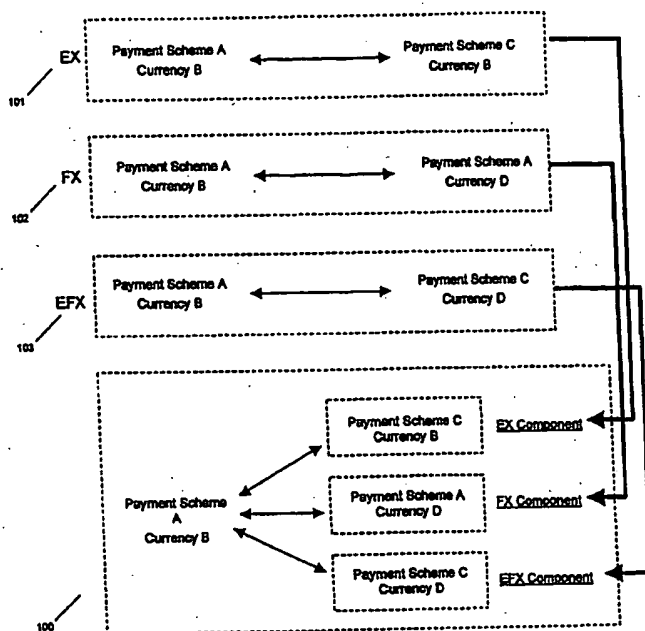 EX
Payment Scheme A
Currency B
Payment Scheme C
Currency B
101
FX
Payment Scheme A
Currency B
Payment Scheme A
Currency D
102
EFX
Payment Scheme A
Currency B
Payment Scheme C
Currency D
103
Payment Scheme C
Currency B
EX Component
Payment Scheme
A
Currency B
Payment Scheme A
Currency D
FX Component
Payment Scheme C
Currency D
EFX Component
100